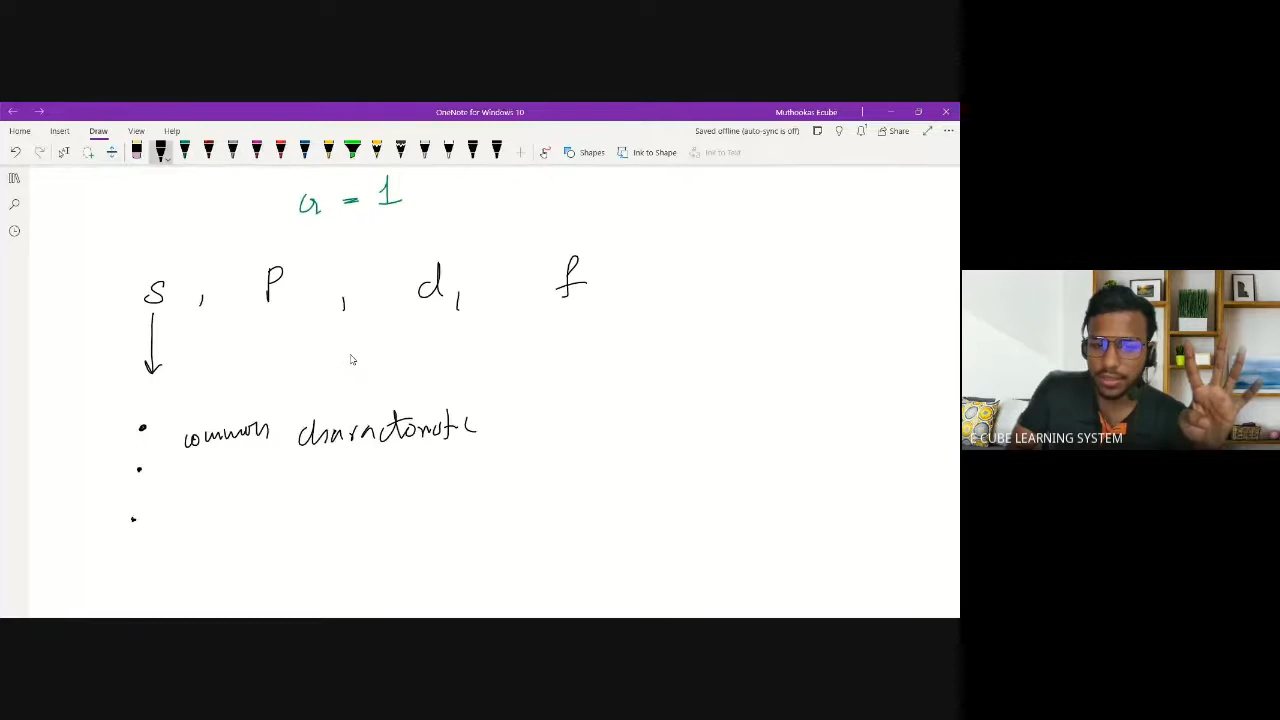 OneNote for Windows 10
Muthookas Ecube
Home Insert Draw View Help
Saved offline (auto-sync is off)
Share
Shapes
Ink to Shape
Ink to Text
a = 1
s , p , d , f
common
E CUBE LEARNING SYSTEM